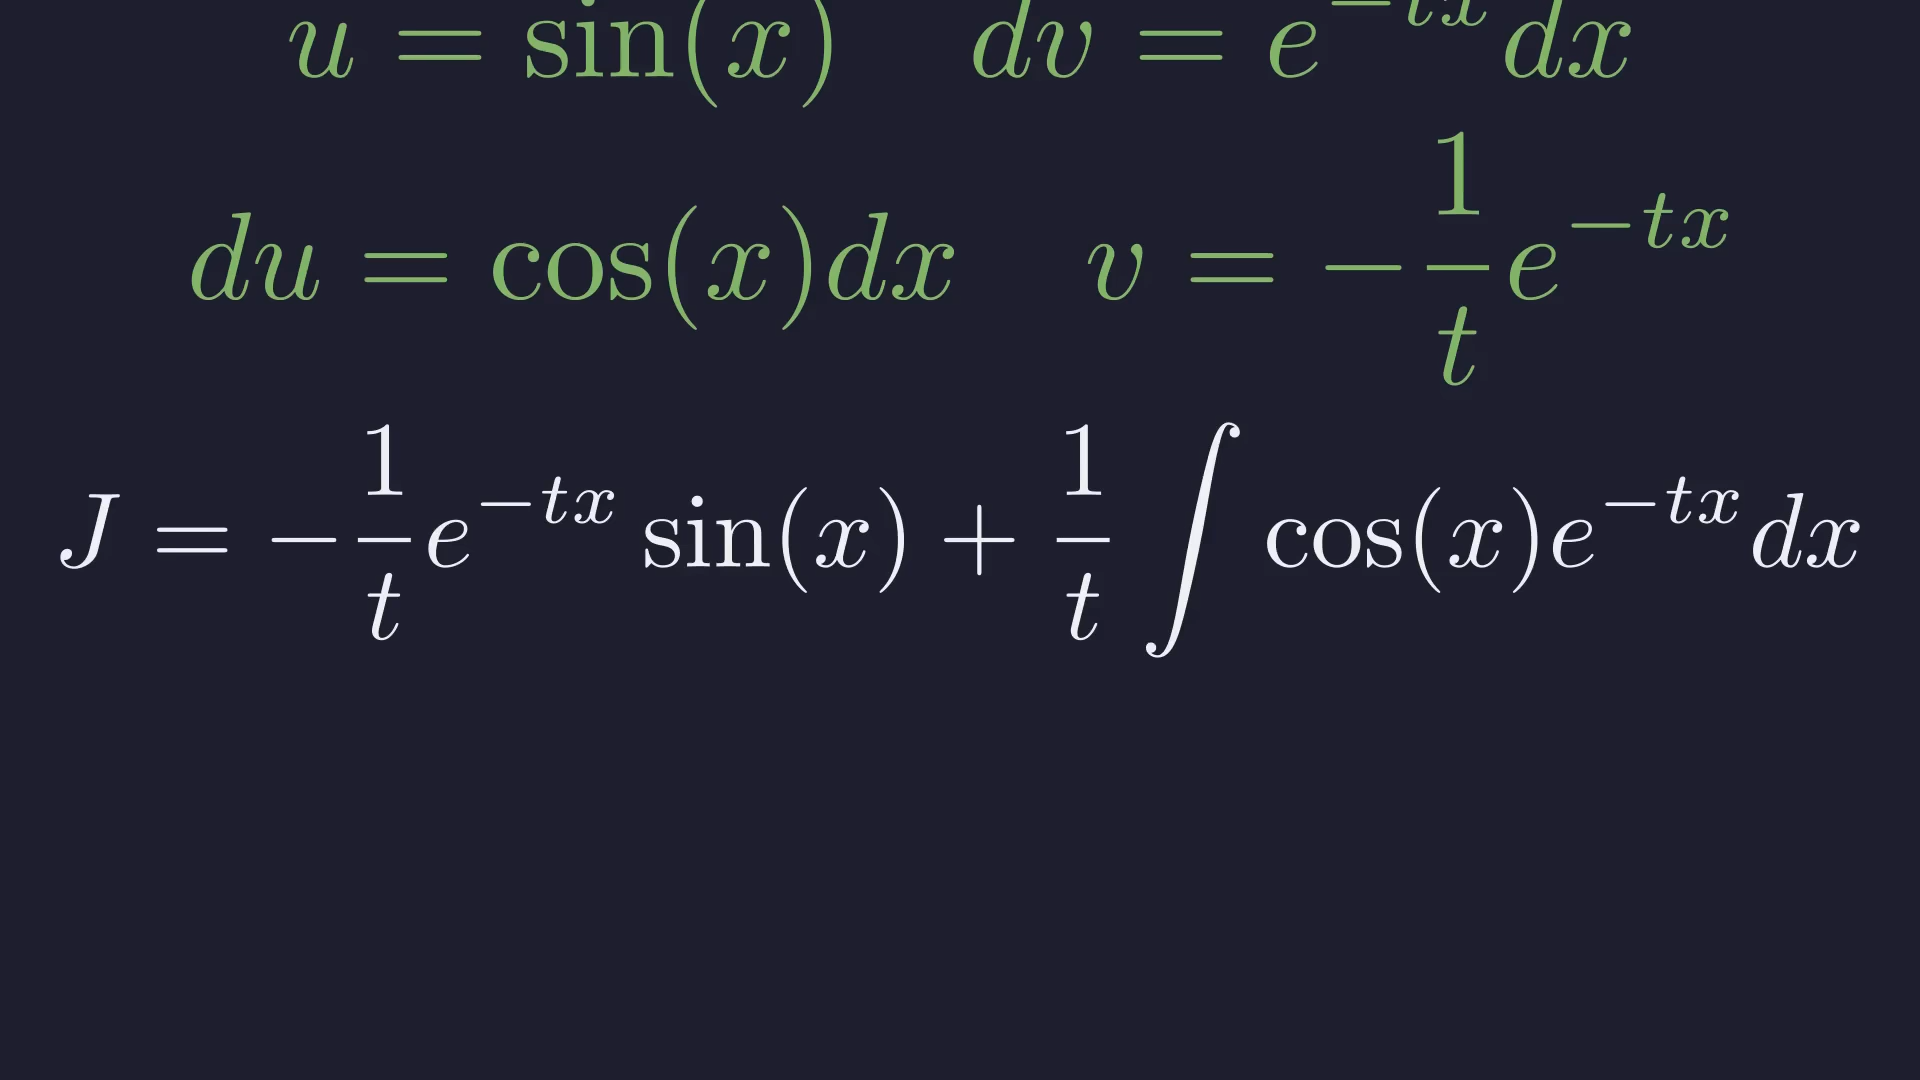 u = sin(x) dv = e^{-tx}dx
du = cos(x)dx v = -\frac{1}{t}e^{-tx}
J = -\frac{1}{t}e^{-tx} sin(x) + \frac{1}{t} ∫ cos(x)e^{-tx}dx